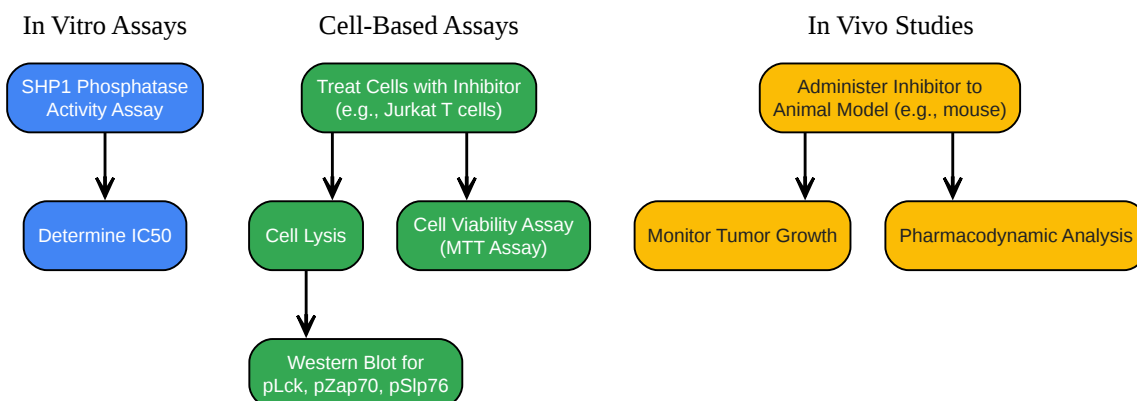 In Vitro Assays
SHP1 Phosphatase
Activity Assay
Determine IC50
Cell-Based Assays
Treat Cells with Inhibitor
(e.g., Jurkat T cells)
Cell Lysis
Cell Viability Assay
(MTT Assay)
Western Blot for
pLck, pZap70, pSlp76
In Vivo Studies
Administer Inhibitor to
Animal Model (e.g., mouse)
Monitor Tumor Growth
Pharmacodynamic Analysis